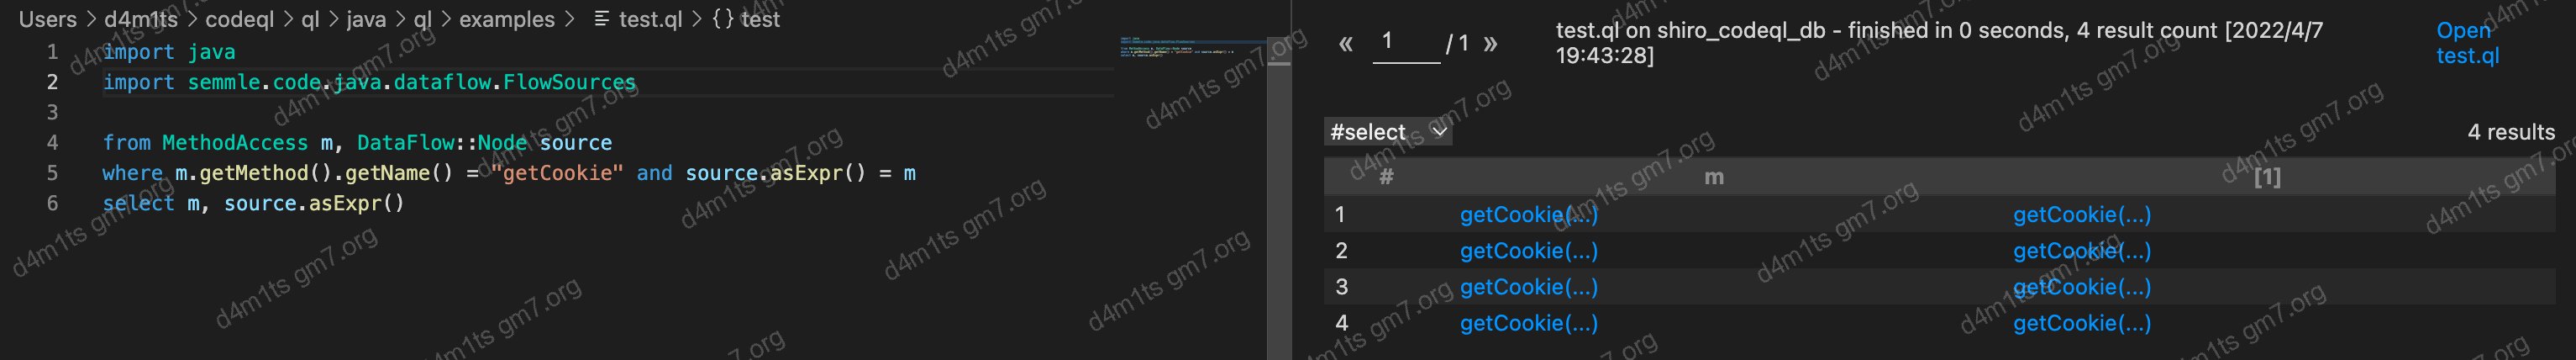 Users > d4m1ts > codeql > ql > java > ql > examples > test.ql > {} test
1 import java
2 import semmle.code.java.dataflow.FlowSources
3
4 from MethodAccess m, DataFlow::Node source
5 where m.getMethod().getName() = "getCookie" and source.asExpr() = m
6 select m, source.asExpr()
« 1 / 1 »
test.ql on shiro_codeql_db - finished in 0 seconds, 4 result count [2022/4/7
19:43:28]
Open
test.ql
#select
4 results
# m [1]
1 getCookie(...) getCookie(...)
2 getCookie(...) getCookie(...)
3 getCookie(...) getCookie(...)
4 getCookie(...) getCookie(...)
d4m1ts gm7.org